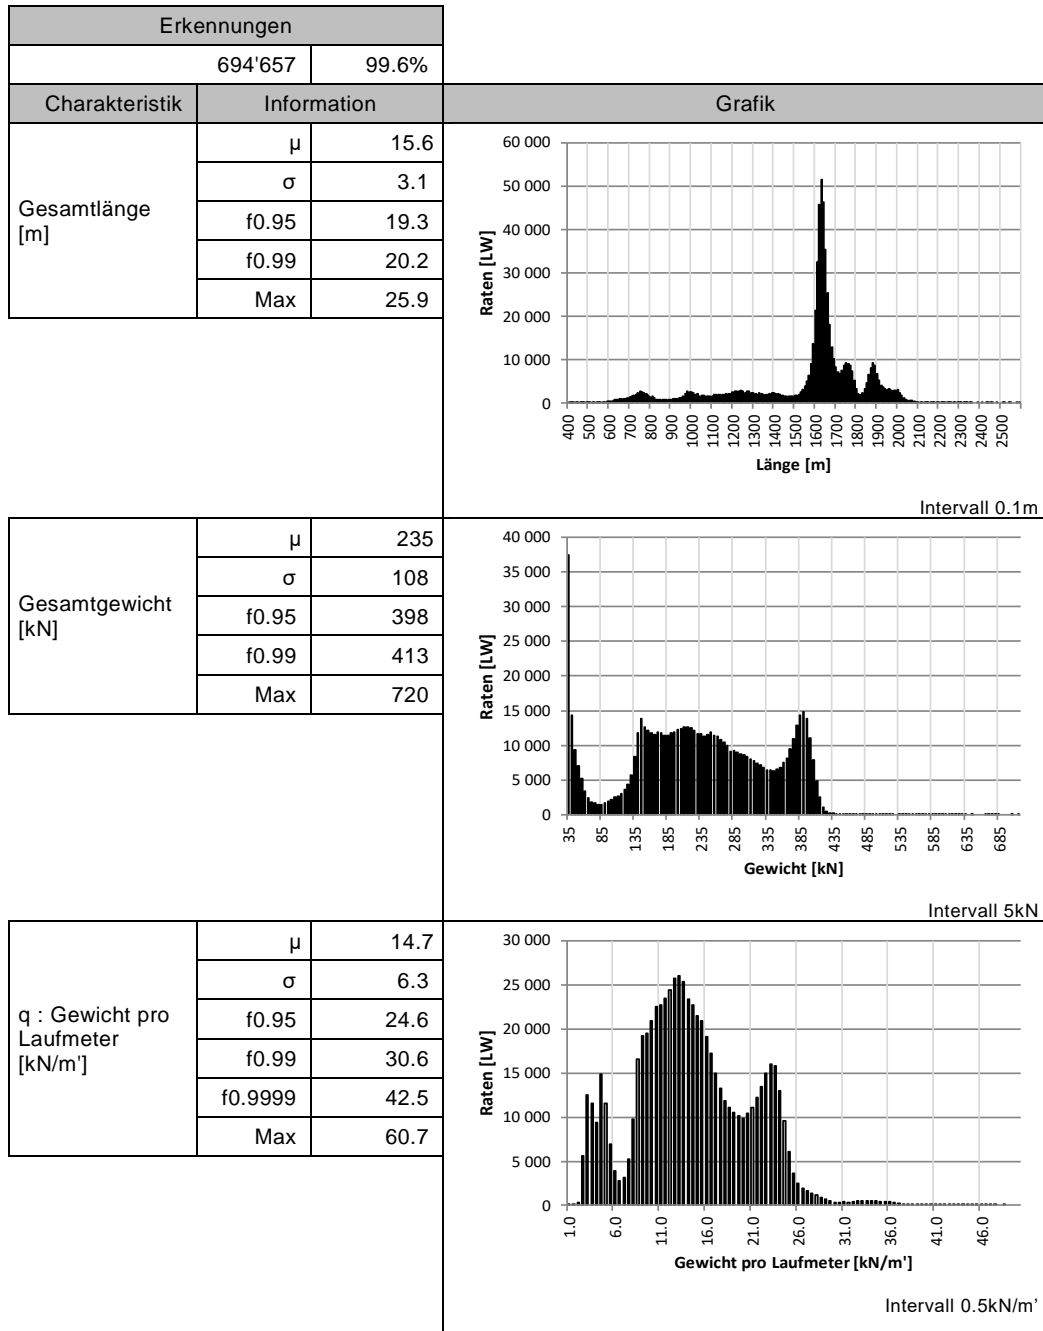 Erkennungen
694'657 99.6%
Charakteristik Information Grafik
Gesamtlänge [m]
µ 15.6
σ 3.1
f0.95 19.3
f0.99 20.2
Max 25.9
60 000
50 000
40 000
30 000
20 000
10 000
0
Raten [LW]
400 500 600 700 800 900 1000 1100 1200 1300 1400 1500 1600 1700 1800 1900 2000 2100 2200 2300 2400 2500
Länge [m]
Intervall 0.1m
Gesamtgewicht [kN]
µ 235
σ 108
f0.95 398
f0.99 413
Max 720
40 000
35 000
30 000
25 000
20 000
15 000
10 000
5 000
0
Raten [LW]
35 85 135 185 235 285 335 385 435 485 535 585 635 685
Gewicht [kN]
Intervall 5kN
q : Gewicht pro
Laufmeter
[kN/m']
µ 14.7
σ 6.3
f0.95 24.6
f0.99 30.6
f0.9999 42.5
Max 60.7
30 000
25 000
20 000
15 000
10 000
5 000
0
Raten [LW]
1.0 6.0 11.0 16.0 21.0 26.0 31.0 36.0 41.0 46.0
Gewicht pro Laufmeter [kN/m']
Intervall 0.5kN/m’